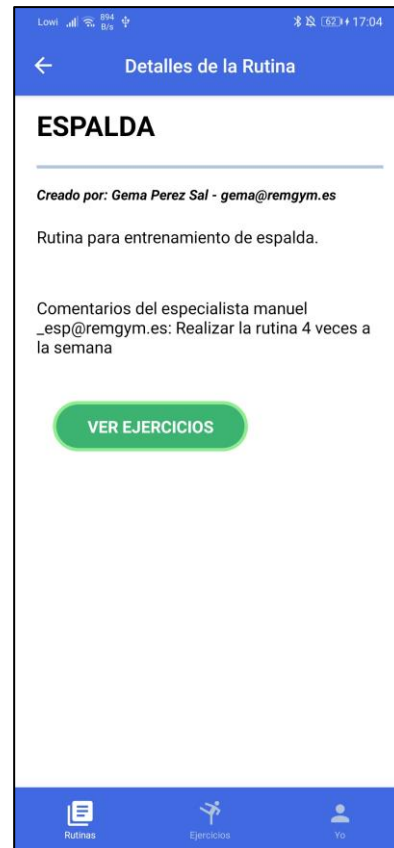 Lowi 894 B/s 62 17:04
Detalles de la Rutina
ESPALDA
Creado por: Gema Perez Sal - gema@remgym.es
Rutina para entrenamiento de espalda.
Comentarios del especialista manuel
_esp@remgym.es: Realizar la rutina 4 veces a
la semana
VER EJERCICIOS
Rutinas Ejercicios Yo